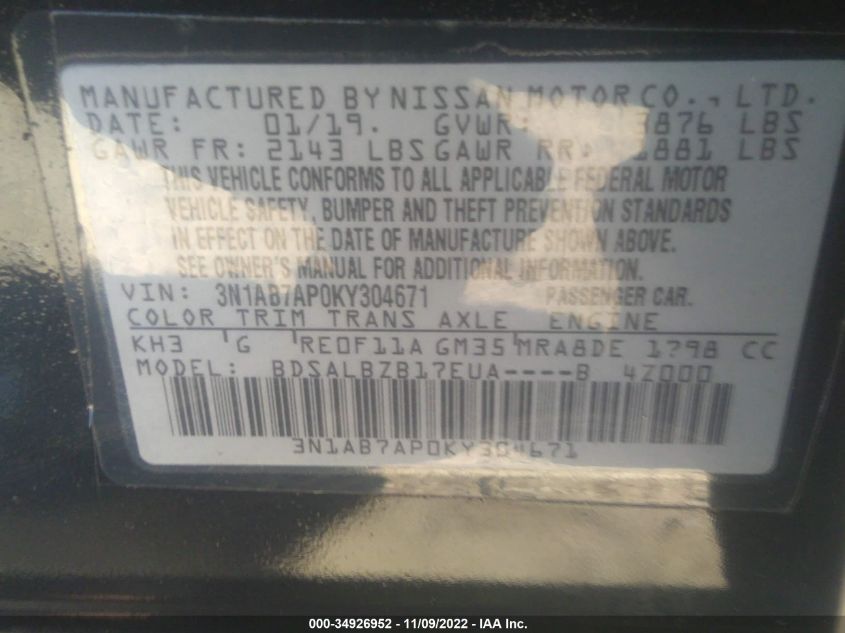 MANUFACTURED BY NISSAN MOTOR CO., LTD.
DATE: 01/19. GVWR: 3876 LBS
GAWR FR: 2143 LBS GAWR RR: 1881 LBS
THIS VEHICLE CONFORMS TO ALL APPLICABLE FEDERAL MOTOR
VEHICLE SAFETY, BUMPER AND THEFT PREVENTION STANDARDS
IN EFFECT ON THE DATE OF MANUFACTURE SHOWN ABOVE.
SEE OWNER'S MANUAL FOR ADDITIONAL INFORMATION.
VIN: 3N1AB7AP0KY304671 PASSENGER CAR.
COLOR TRIM TRANS AXLE ENGINE
KH3 'G 'RE0F11A GM35 'MRA8DE 1798 CC
MODEL: BDSALBZB17EUA----B 4Z000
3N1AB7AP0KY304671
000-34926952 - 11/09/2022 - IAA Inc.